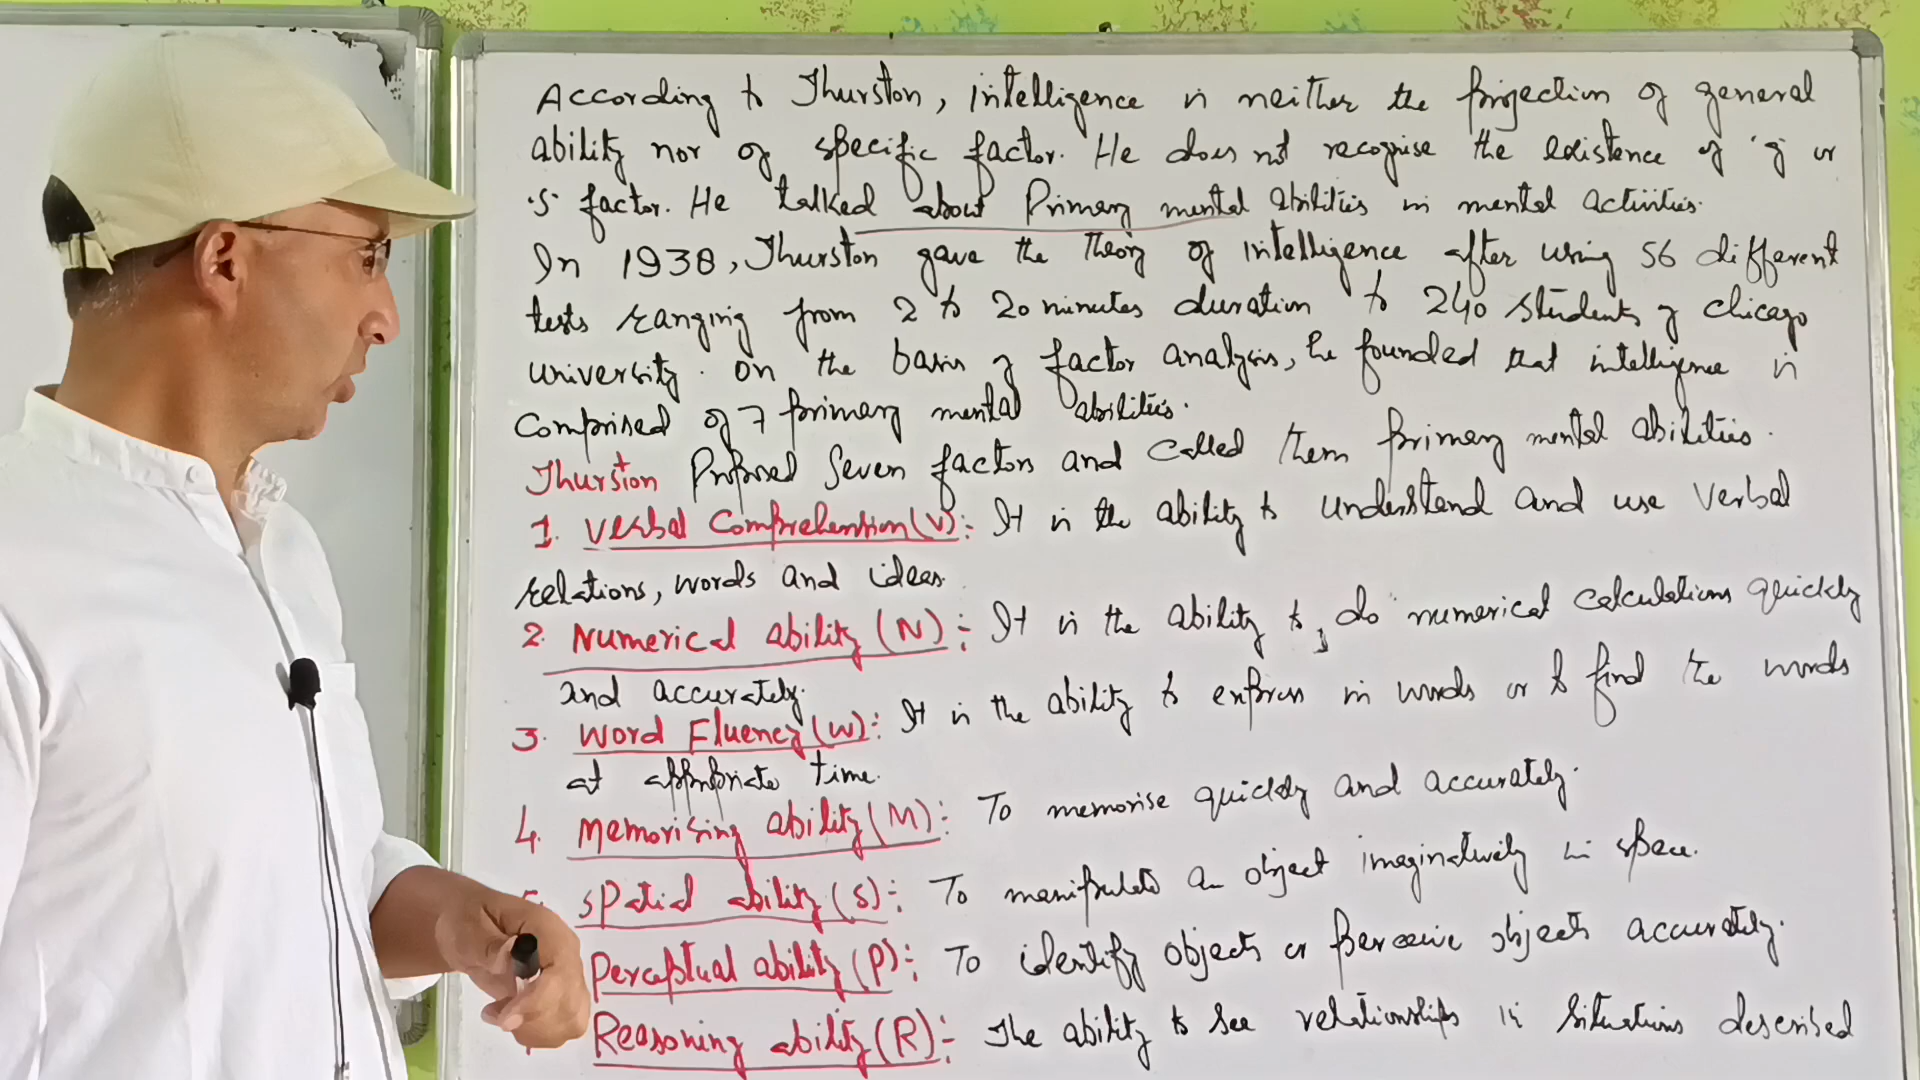 According to Thurston, intelligence is neither the projection of general
ability nor of specific factor. He does not recognise the existence of 'g' or
's' factor. He talked about Primary mental abilities in mental activities.
In 1938, Thurston gave the theory of intelligence after using 56 different
tests ranging from 2 to 20 minutes duration to 240 students of chicago
university. on the basis of factor analysis, he founded that intelligence is
comprised of 7 primary mental abilities.
Thurston Proposed seven factors and called them primary mental abilities.
1. Verbal Comprehention (V):- It is the ability to understand and use verbal
relations, words and ideas.
2. Numerical ability (N):- It is the ability to do numerical calculations quickly
and accurately.
3. Word Fluency (W):- It is the ability to express in words or to find the words
at appropriate time.
4. Memorising ability (M):- To memorise quickly and accurately.
spatial ability (S):- To manipulate an object imaginatively in space.
Perceptual ability (P):- To identify objects or perceive objects accurately.
Reasoning ability (R):- The ability to see relationships in situations described